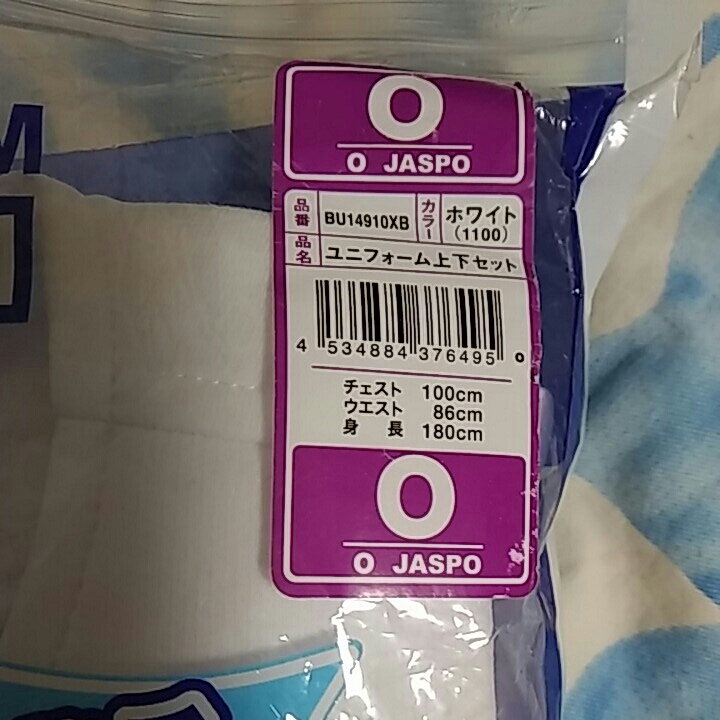 M
O
O JASPO
品番 BU14910XB カラー ホワイト (1100)
品名 ユニフォーム上下セット
4 534884 376495 0
チェスト 100cm
ウエスト 86cm
身長 180cm
O
O JASPO